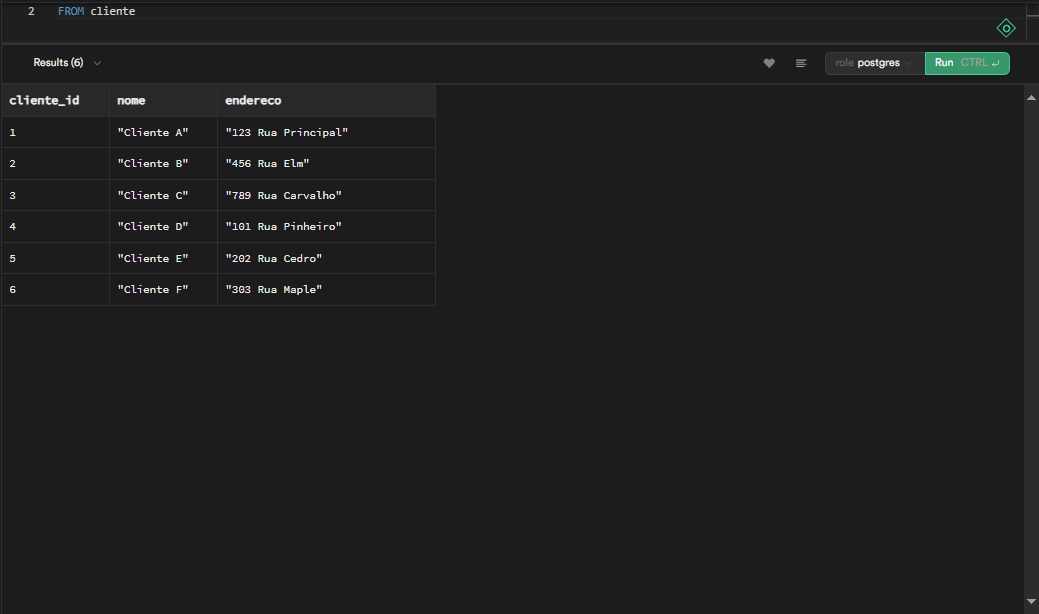 2 FROM cliente
Results (6) role postgres Run CTRL ↵
cliente_id nome endereco
1 "Cliente A" "123 Rua Principal"
2 "Cliente B" "456 Rua Elm"
3 "Cliente C" "789 Rua Carvalho"
4 "Cliente D" "101 Rua Pinheiro"
5 "Cliente E" "202 Rua Cedro"
6 "Cliente F" "303 Rua Maple"